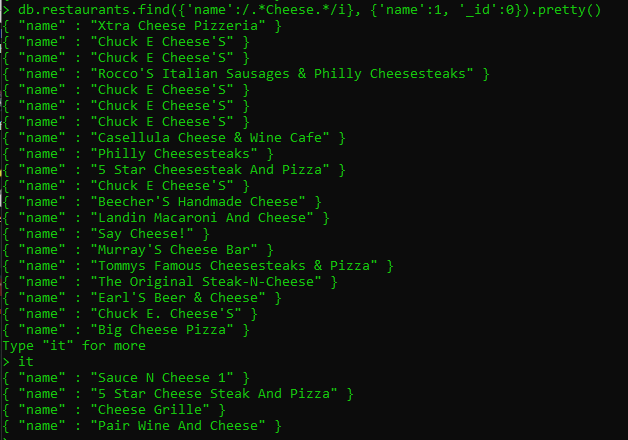 > db.restaurants.find({'name':/.*Cheese.*/i}, {'name':1, '_id':0}).pretty()
{ "name" : "Xtra Cheese Pizzeria" }
{ "name" : "Chuck E Cheese'S" }
{ "name" : "Chuck E Cheese'S" }
{ "name" : "Rocco'S Italian Sausages & Philly Cheesesteaks" }
{ "name" : "Chuck E Cheese'S" }
{ "name" : "Chuck E Cheese'S" }
{ "name" : "Chuck E Cheese'S" }
{ "name" : "Casellula Cheese & Wine Cafe" }
{ "name" : "Philly Cheesesteaks" }
{ "name" : "5 Star Cheesesteak And Pizza" }
{ "name" : "Chuck E Cheese'S" }
{ "name" : "Beecher'S Handmade Cheese" }
{ "name" : "Landin Macaroni And Cheese" }
{ "name" : "Say Cheese!" }
{ "name" : "Murray'S Cheese Bar" }
{ "name" : "Tommys Famous Cheesesteaks & Pizza" }
{ "name" : "The Original Steak-N-Cheese" }
{ "name" : "Earl'S Beer & Cheese" }
{ "name" : "Chuck E. Cheese'S" }
{ "name" : "Big Cheese Pizza" }
Type "it" for more
> it
{ "name" : "Sauce N Cheese 1" }
{ "name" : "5 Star Cheese Steak And Pizza" }
{ "name" : "Cheese Grille" }
{ "name" : "Pair Wine And Cheese" }